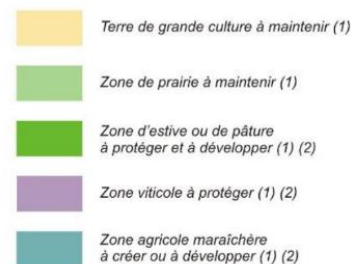 Terre de grande culture à maintenir (1)
Zone de prairie à maintenir (1)
Zone d'estive ou de pâture
à protéger et à développer (1) (2)
Zone viticole à protéger (1) (2)
Zone agricole maraîchère
à créer ou à développer (1) (2)